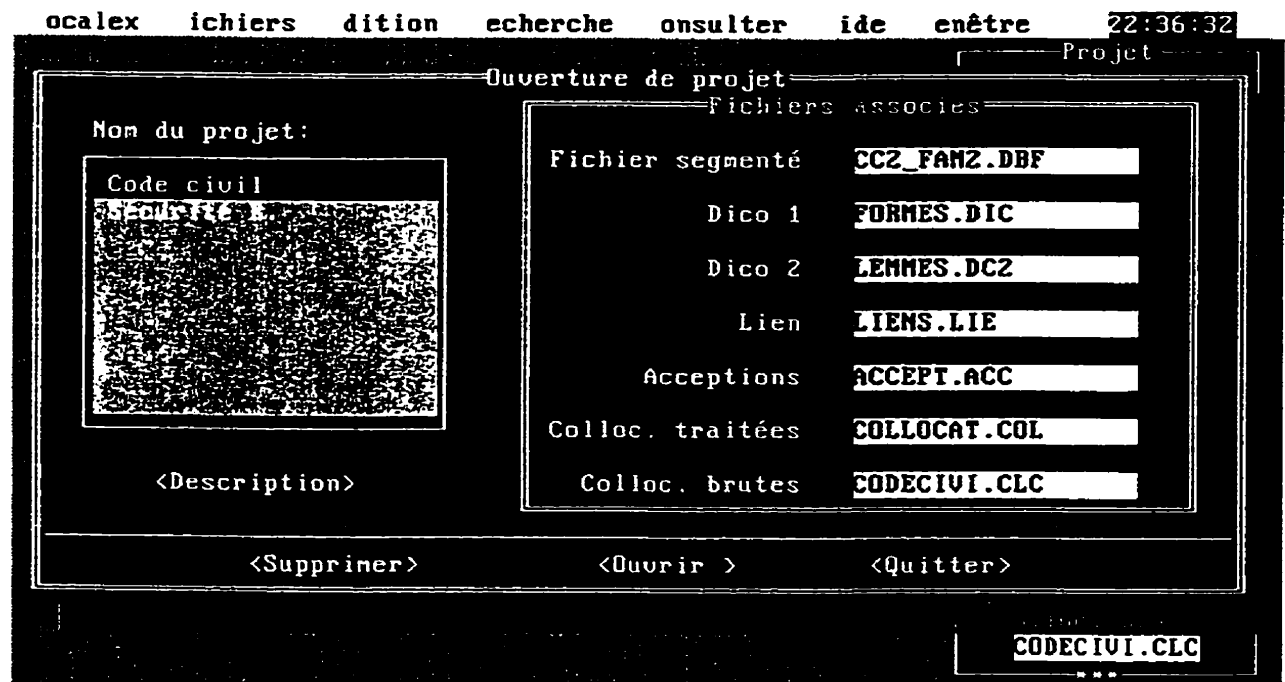 ocalex ichiers dition echerche onsulter ide enêtre 22:36:32
Projet
Ouverture de projet
Fichiers associés
Nom du projet:
Code civil
Fichier segmenté CC2_FAM2.DBF
Dico 1 FORMES.DIC
Dico 2 LEMMES.DC2
Lien LIENS.LIE
Acceptions ACCEPT.ACC
Colloc. traitées COLLOCAT.COL
<Description> Colloc. brutes CODECIVI.CLC
<Supprimer> <Ouvrir > <Quitter>
CODECIVI.CLC